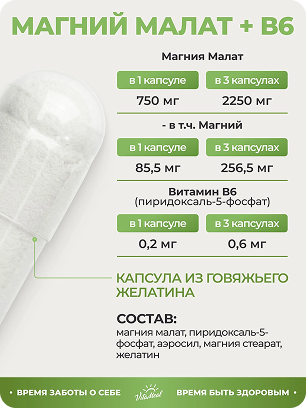 МАГНИЙ МАЛАТ + В6
Магния Малат
в 1 капсуле
в 3 капсулах
750 мг
2250 мг
- в т.ч. Магний
в 1 капсуле
в 3 капсулах
85,5 мг
256,5 мг
Витамин В6
(пиридоксаль-5-фосфат)
в 1 капсуле
в 3 капсулах
0,2 мг
0,6 мг
КАПСУЛА ИЗ ГОВЯЖЬЕГО
ЖЕЛАТИНА
СОСТАВ:
магния малат, пиридоксаль-5-
фосфат, аэросил, магния стеарат,
желатин
• ВРЕМЯ ЗАБОТЫ О СЕБЕ
VitaMeal
• ВРЕМЯ БЫТЬ ЗДОРОВЫМ •